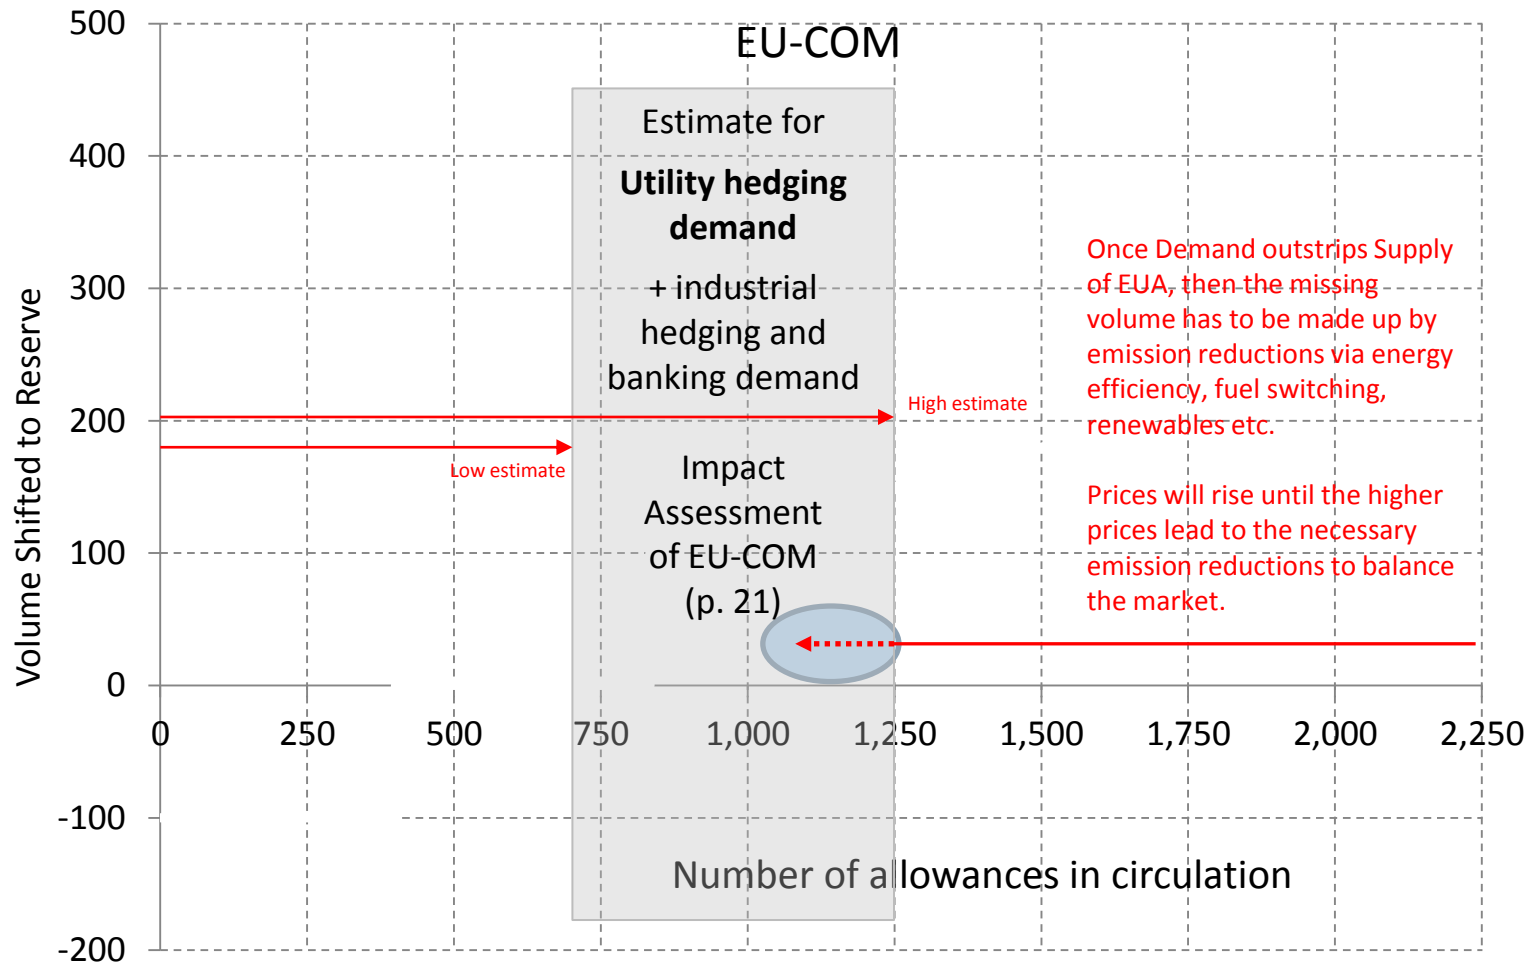 EU-COM
500
400
300
200
100
0
-100
-200
Volume Shifted to Reserve
Estimate for
Utility hedging
demand
+ industrial
hedging and
banking demand
High estimate
Low estimate
Impact
Assessment
of EU-COM
(p. 21)
Once Demand outstrips Supply
of EUA, then the missing
volume has to be made up by
emission reductions via energy
efficiency, fuel switching,
renewables etc.
Prices will rise until the higher
prices lead to the necessary
emission reductions to balance
the market.
0 250 500 750 1,000 1,250 1,500 1,750 2,000 2,250
Number of allowances in circulation